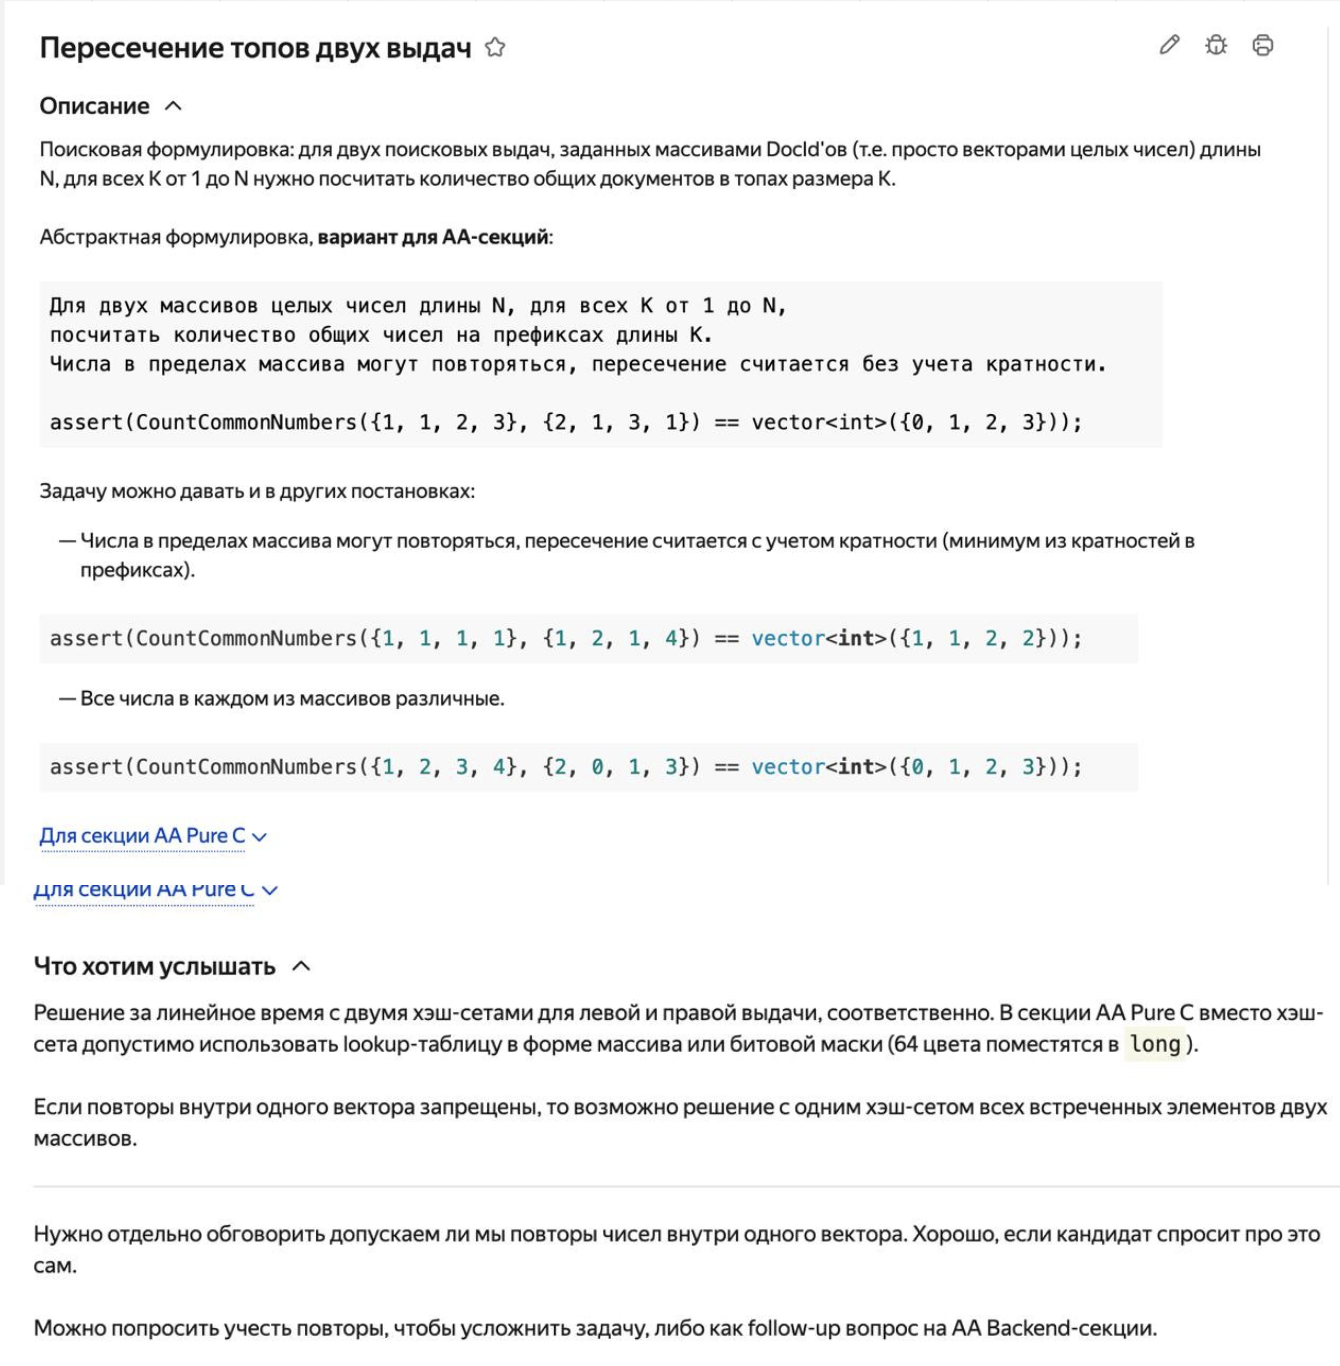 Пересечение топов двух выдач
Описание
Поисковая формулировка: для двух поисковых выдач, заданных массивами DocId'ов (т.е. просто векторами целых чисел) длины
N, для всех K от 1 до N нужно посчитать количество общих документов в топах размера K.
Абстрактная формулировка, вариант для АА-секций:
Для двух массивов целых чисел длины N, для всех K от 1 до N,
посчитать количество общих чисел на префиксах длины K.
Числа в пределах массива могут повторяться, пересечение считается без учета кратности.
assert(CountCommonNumbers({1, 1, 2, 3}, {2, 1, 3, 1}) == vector<int>({0, 1, 2, 3}));
Задачу можно давать и в других постановках:
— Числа в пределах массива могут повторяться, пересечение считается с учетом кратности (минимум из кратностей в
префиксах).
assert(CountCommonNumbers({1, 1, 1, 1}, {1, 2, 1, 4}) == vector<int>({1, 1, 2, 2}));
— Все числа в каждом из массивов различные.
assert(CountCommonNumbers({1, 2, 3, 4}, {2, 0, 1, 3}) == vector<int>({0, 1, 2, 3}));
Для секции AA Pure C
Для секции AA Pure C
Что хотим услышать
Решение за линейное время с двумя хэш-сетами для левой и правой выдачи, соответственно. В секции AA Pure C вместо хэш-
сета допустимо использовать lookup-таблицу в форме массива или битовой маски (64 цвета поместятся в long).
Если повторы внутри одного вектора запрещены, то возможно решение с одним хэш-сетом всех встреченных элементов двух
массивов.
Нужно отдельно обговорить допускаем ли мы повторы чисел внутри одного вектора. Хорошо, если кандидат спросит про это
сам.
Можно попросить учесть повторы, чтобы усложнить задачу, либо как follow-up вопрос на AA Backend-секции.